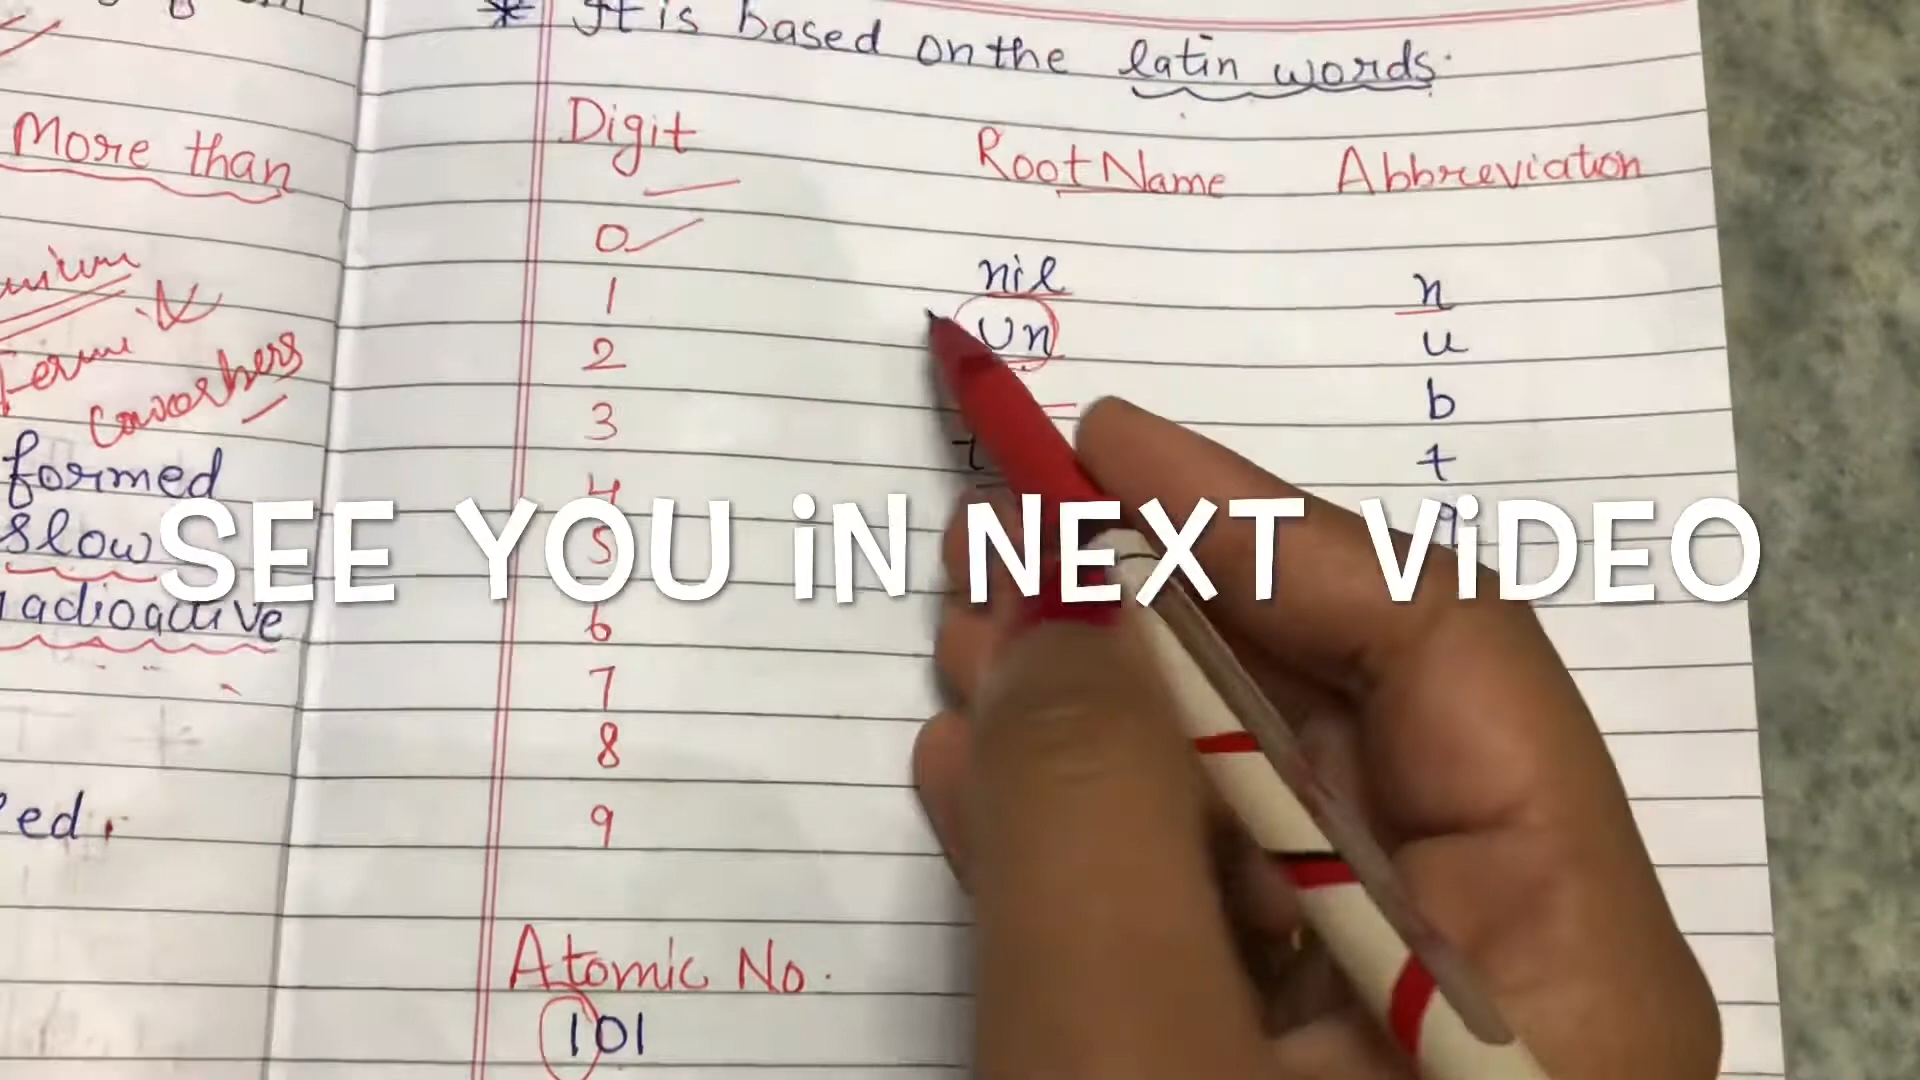 More than
formed
slow
radioactive
* It is based on the latin words.
Digit Root Name Abbreviation
0 nil n
1 un u
2 b
3 t t
4 q
5
6
7
8
9
Atomic No.
101
SEE YOU iN NEXT ViDEO